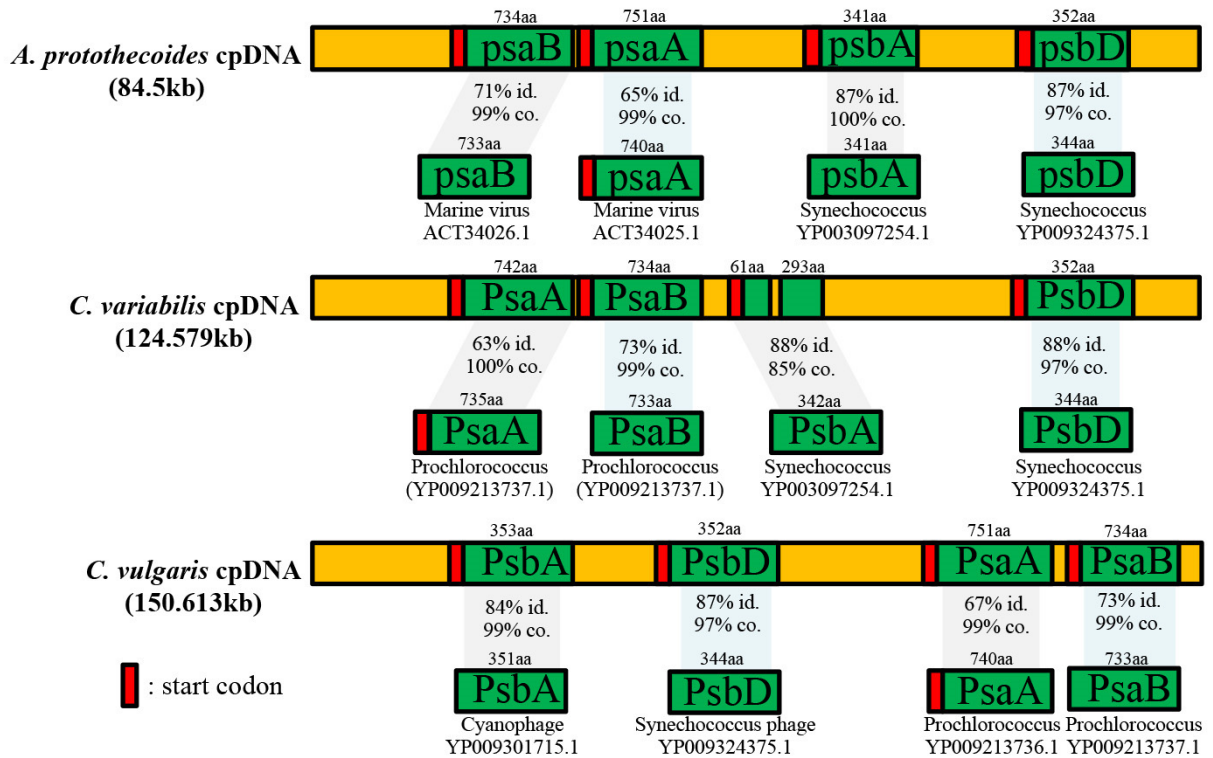 734aa 751aa 341aa 352aa
A. protothecoides cpDNA psaB psaA psbA psbD
(84.5kb)
71% id. 65% id. 87% id. 87% id.
99% co. 99% co. 100% co. 97% co.
733aa 740aa 341aa 344aa
psaB psaA psbA psbD
Marine virus Marine virus Synechococcus Synechococcus
ACT34026.1 ACT34025.1 YP003097254.1 YP009324375.1
742aa 734aa 61aa 293aa 352aa
C. variabilis cpDNA PsaA PsaB PsbD
(124.579kb)
63% id. 73% id. 88% id. 88% id.
100% co. 99% co. 85% co. 97% co.
735aa 733aa 342aa 344aa
PsaA PsaB PsbA PsbD
Prochlorococcus Prochlorococcus Synechococcus Synechococcus
(YP009213737.1) (YP009213737.1) YP003097254.1 YP009324375.1
353aa 352aa 751aa 734aa
C. vulgaris cpDNA PsbA PsbD PsaA PsaB
(150.613kb)
84% id. 87% id. 67% id. 73% id.
99% co. 97% co. 99% co. 99% co.
351aa 344aa 740aa 733aa
: start codon PsbA PsbD PsaA PsaB
Cyanophage Synechococcus phage Prochlorococcus Prochlorococcus
YP009301715.1 YP009324375.1 YP009213736.1 YP009213737.1